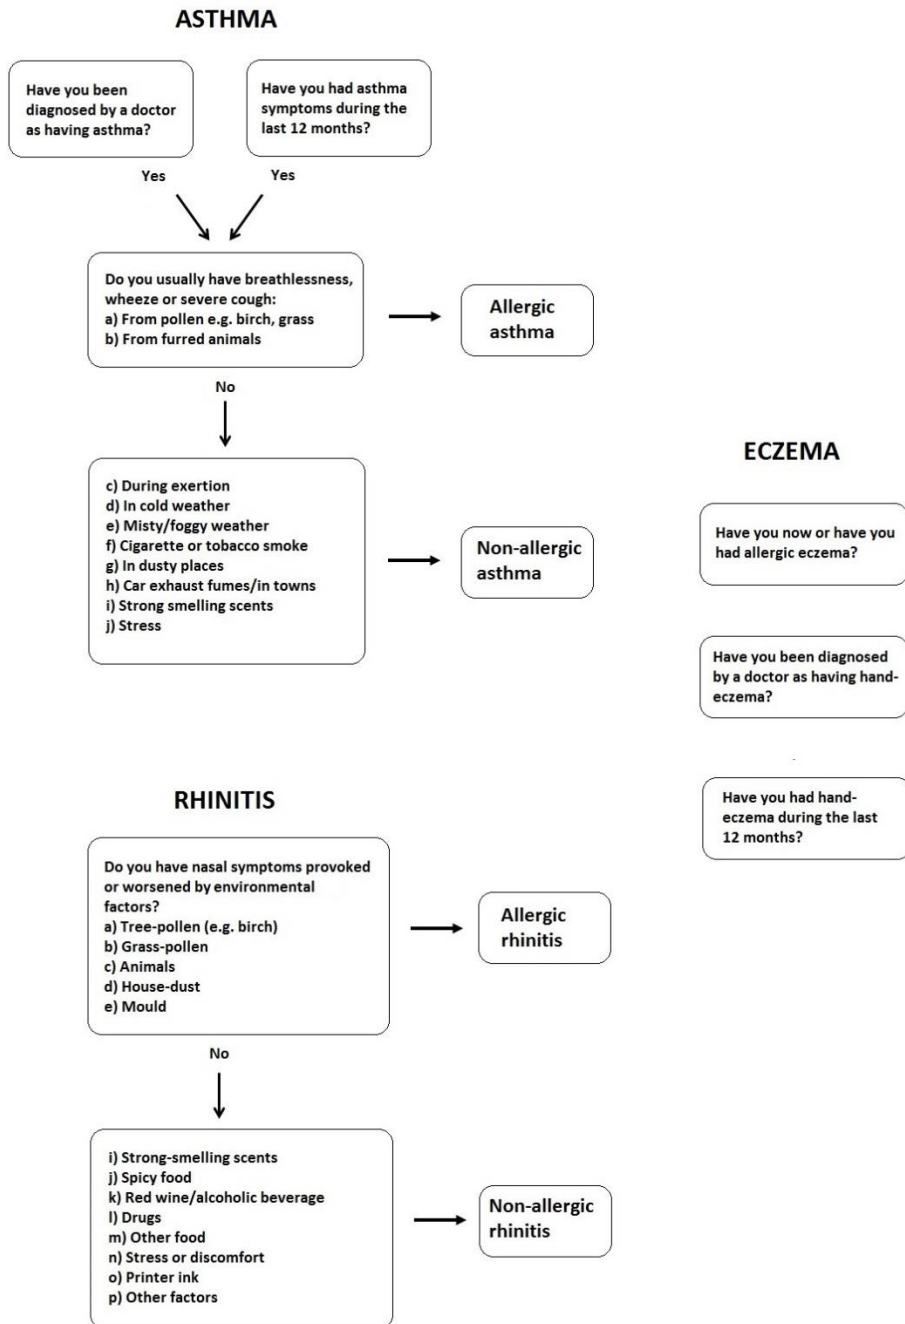 ASTHMA
Have you been
diagnosed by a doctor
as having asthma?
Have you had asthma
symptoms during the
last 12 months?
Yes
Yes
Do you usually have breathlessness,
wheeze or severe cough:
a) From pollen e.g. birch, grass
b) From furred animals
Allergic
asthma
No
c) During exertion
d) In cold weather
e) Misty/foggy weather
f) Cigarette or tobacco smoke
g) In dusty places
h) Car exhaust fumes/in towns
i) Strong smelling scents
j) Stress
Non-allergic
asthma
ECZEMA
Have you now or have you
had allergic eczema?
Have you been diagnosed
by a doctor as having hand-
eczema?
Have you had hand-
eczema during the last
12 months?
RHINITIS
Do you have nasal symptoms provoked
or worsened by environmental
factors?
a) Tree-pollen (e.g. birch)
b) Grass-pollen
c) Animals
d) House-dust
e) Mould
Allergic
rhinitis
No
i) Strong-smelling scents
j) Spicy food
k) Red wine/alcoholic beverage
l) Drugs
m) Other food
n) Stress or discomfort
o) Printer ink
p) Other factors
Non-allergic
rhinitis